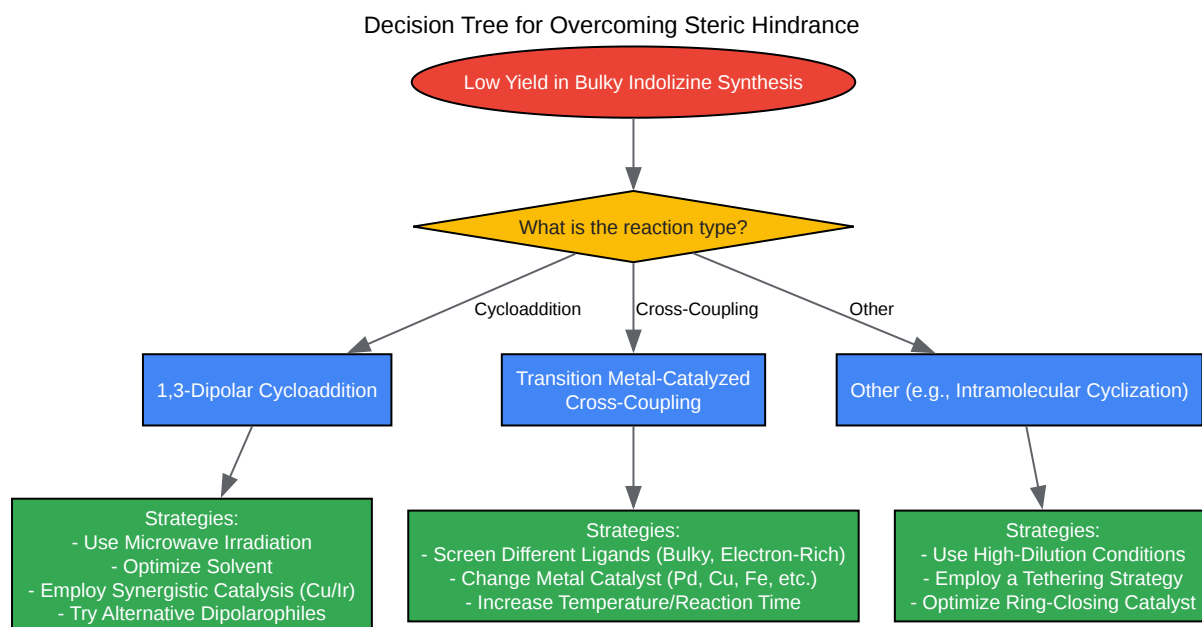 Decision Tree for Overcoming Steric Hindrance
Low Yield in Bulky Indolizine Synthesis
What is the reaction type?
Cycloaddition
Cross-Coupling
Other
1,3-Dipolar Cycloaddition
Transition Metal-Catalyzed
Cross-Coupling
Other (e.g., Intramolecular Cyclization)
Strategies:
- Use Microwave Irradiation
- Optimize Solvent
- Employ Synergistic Catalysis (Cu/Ir)
- Try Alternative Dipolarophiles
Strategies:
- Screen Different Ligands (Bulky, Electron-Rich)
- Change Metal Catalyst (Pd, Cu, Fe, etc.)
- Increase Temperature/Reaction Time
Strategies:
- Use High-Dilution Conditions
- Employ a Tethering Strategy
- Optimize Ring-Closing Catalyst